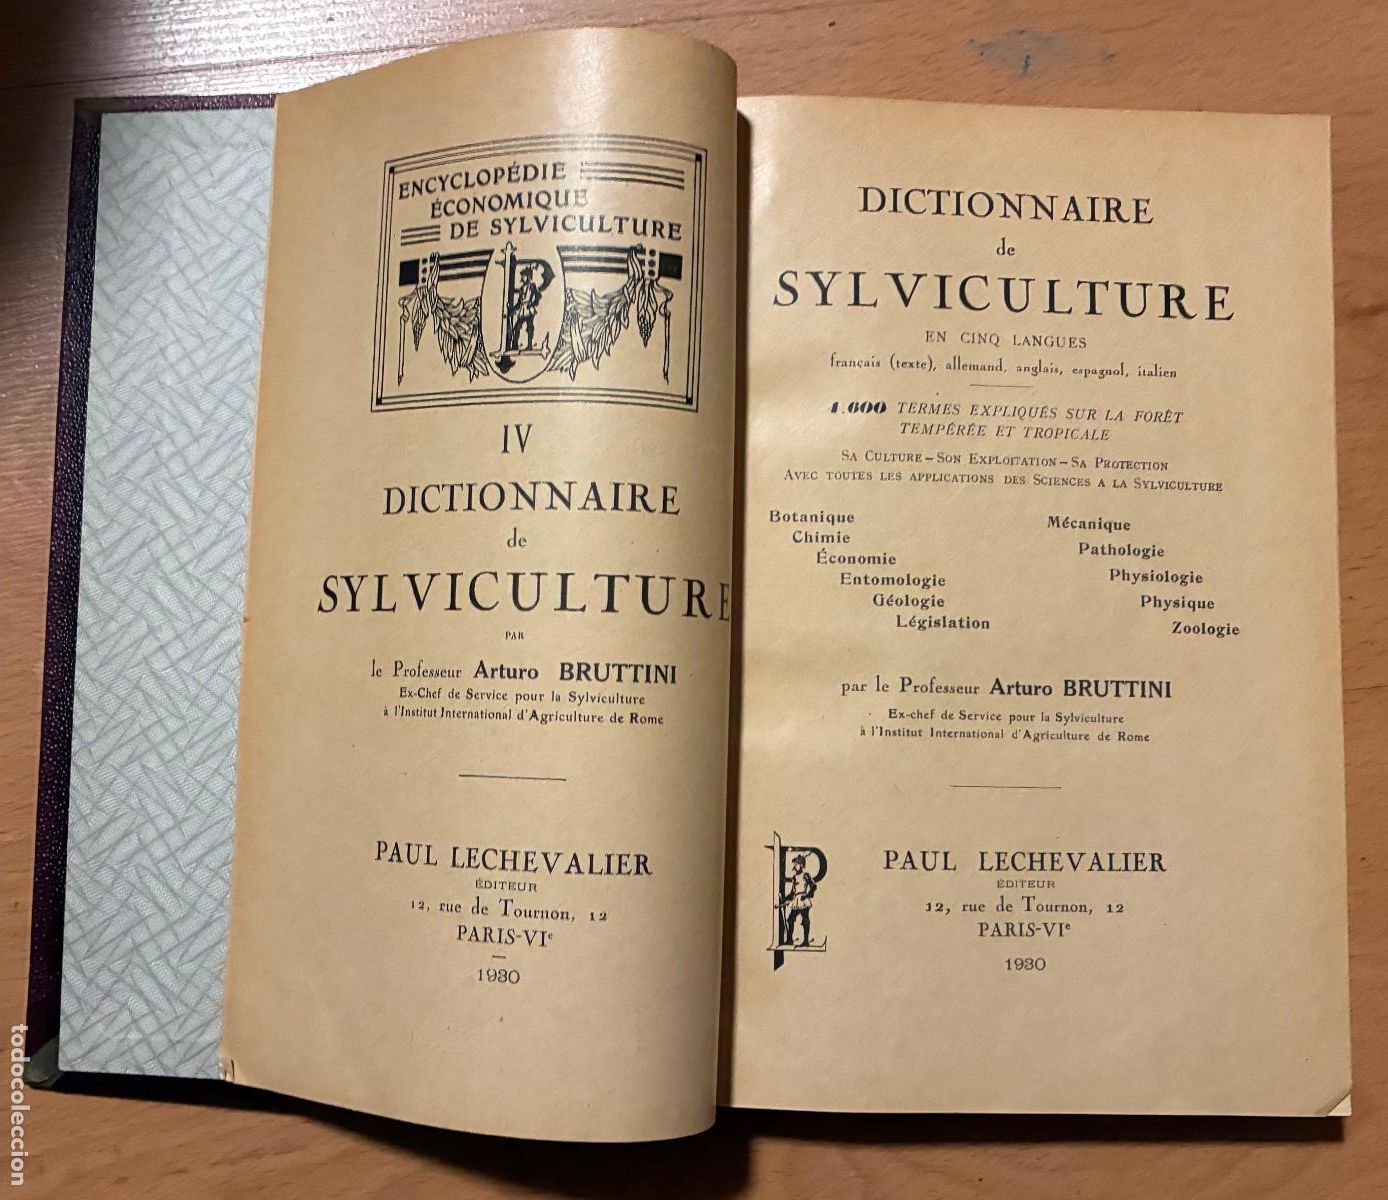 ENCYCLOPÉDIE
ÉCONOMIQUE
DE SYLVICULTURE
IV
DICTIONNAIRE
de
SYLVICULTURE
PAR
le Professeur Arturo BRUTTINI
Ex-Chef de Service pour la Sylviculture
à l'Institut International d'Agriculture de Rome
PAUL LECHEVALIER
ÉDITEUR
12, rue de Tournon, 12
PARIS-VIe
1930
DICTIONNAIRE
de
SYLVICULTURE
EN CINQ LANGUES
français (texte), allemand, anglais, espagnol, italien
4.600 TERMES EXPLIQUÉS SUR LA FORÊT
TEMPÉRÉE ET TROPICALE
SA CULTURE – SON EXPLOITATION – SA PROTECTION
AVEC TOUTES LES APPLICATIONS DES SCIENCES A LA SYLVICULTURE
Botanique
Chimie
Économie
Entomologie
Géologie
Législation
Mécanique
Pathologie
Physiologie
Physique
Zoologie
par le Professeur Arturo BRUTTINI
Ex-chef de Service pour la Sylviculture
à l'Institut International d'Agriculture de Rome
PL
PAUL LECHEVALIER
ÉDITEUR
12, rue de Tournon, 12
PARIS-VIe
1930
todocoleccion